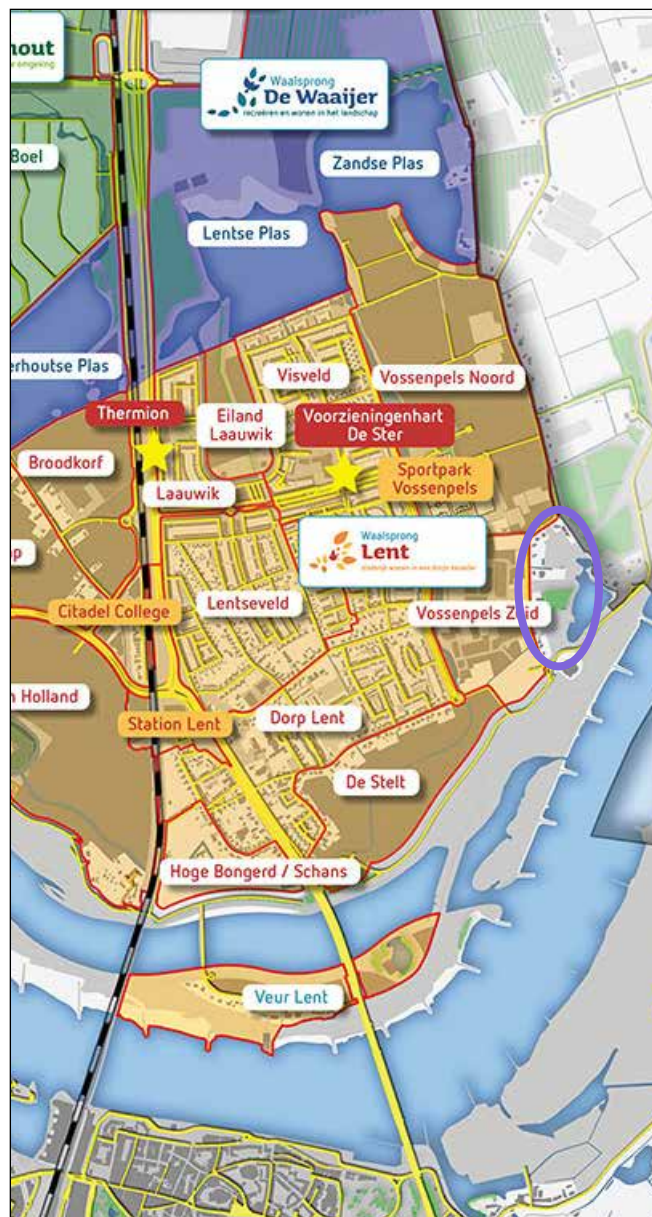 hout
omgeving
Waalsprong
De Waaijer
recreëren en wonen in het landschap
Boel
Zandse Plas
Lentse Plas
erhoutse Plas
Visveld
Vossenpels Noord
Thermion
Eiland
Laauwik
Voorzieningenhart
De Ster
Broodkorf
Laauwik
Sportpark
Vossenpels
Waalsprong
Lent
p
Citadel College
Lentseveld
Vossenpels Zuid
n Holland
Station Lent
Dorp Lent
De Stelt
Hoge Bongerd / Schans
Veur Lent